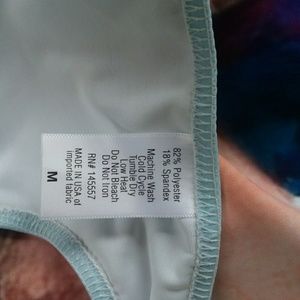 82% Polyester
18% Spandex
Machine Wash
Cold Cycle
Tumble Dry
Low Heat
Do Not Bleach
Do Not Iron
RN# 145557
MADE IN USA of
imported fabric
M